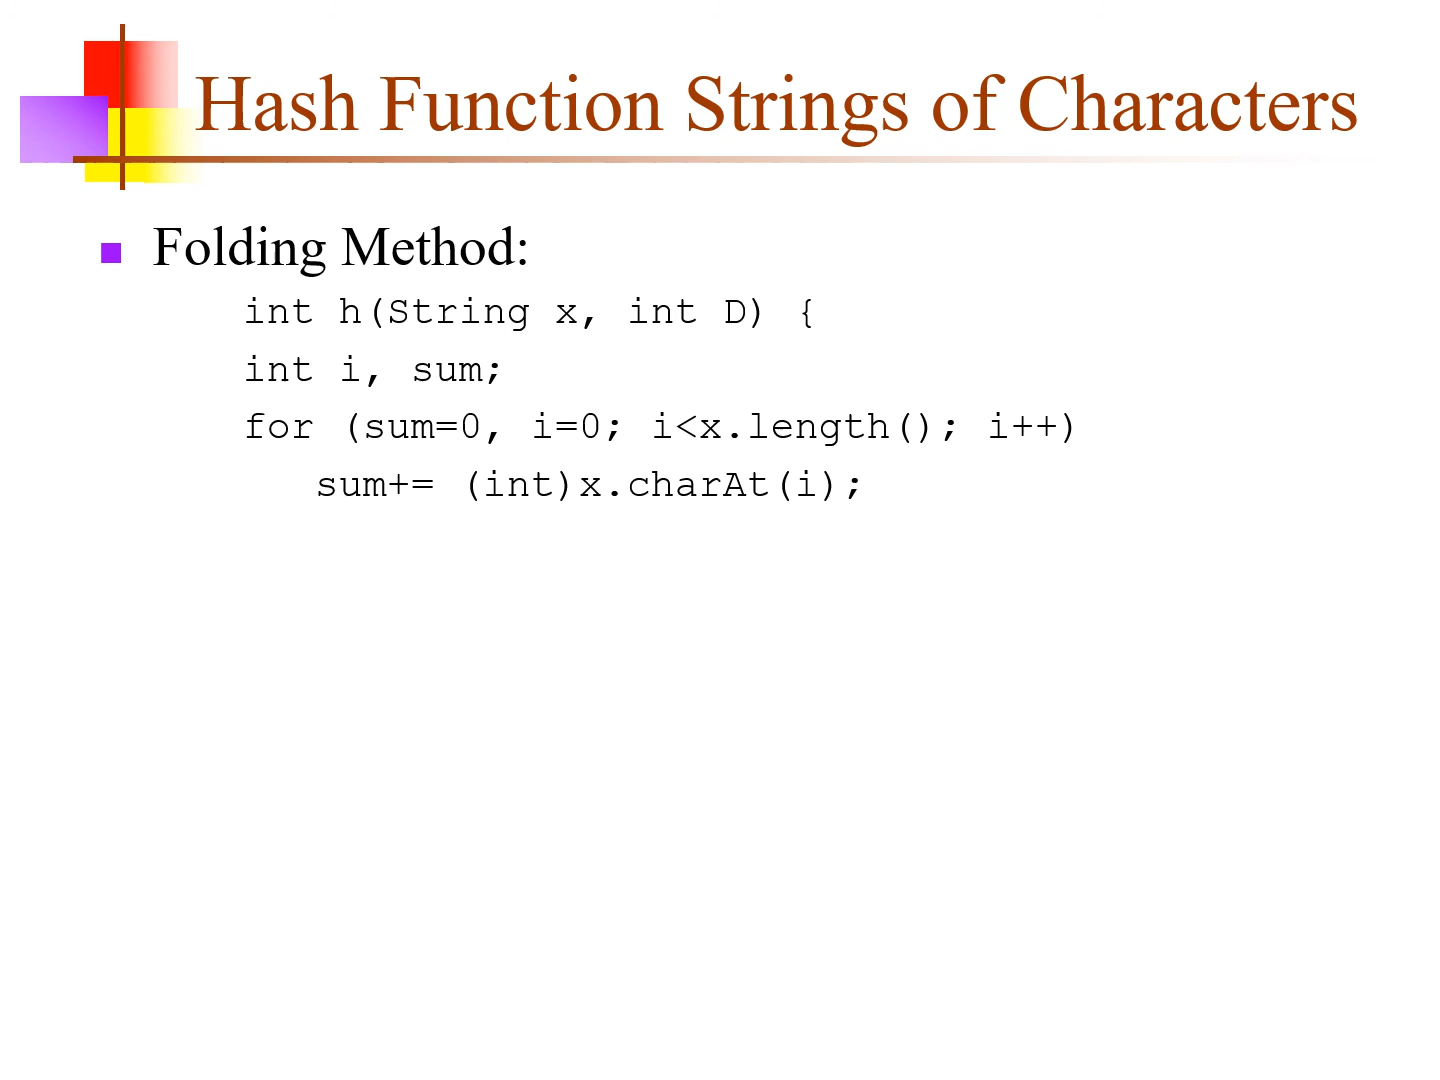 Hash Function Strings of Characters
Folding Method:
int h(String x, int D) {
int i, sum;
for (sum=0, i=0; i<x.length(); i++)
sum+= (int)x.charAt(i);